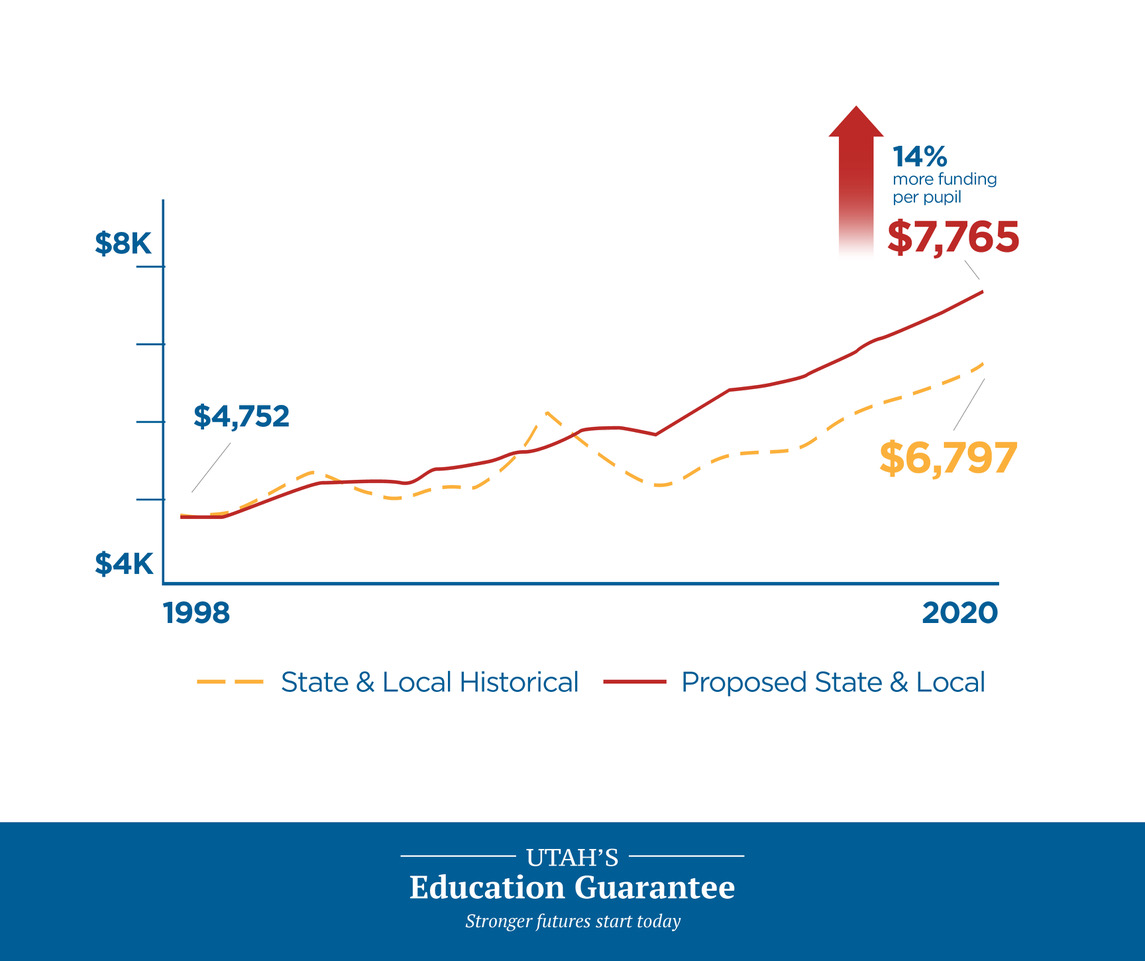 14%
more funding
per pupil
$7,765
$8K
$4,752
$6,797
$4K
1998
2020
State & Local Historical
Proposed State & Local
UTAH'S
Education Guarantee
Stronger futures start today